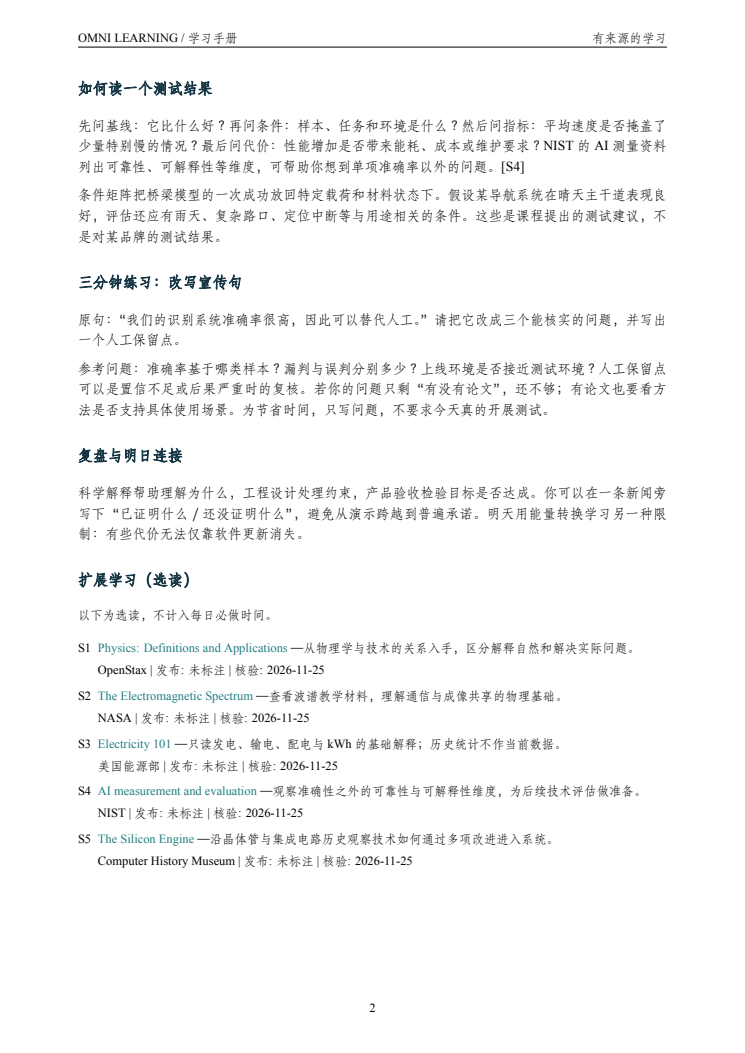 OMNI LEARNING / 学习手册 有来源的学习
如何读一个测试结果
先问基线：它比什么好？再问条件：样本、任务和环境是什么？然后问指标：平均速度是否掩盖了
少量特别慢的情况？最后问代价：性能增加是否带来能耗、成本或维护要求？NIST 的 AI 测量资料
列出可靠性、可解释性等维度，可帮助你想到单项准确率以外的问题。[S4]
条件矩阵把桥梁模型的一次成功放回特定载荷和材料状态下。假设某导航系统在晴天主干道表现良
好，评估还应有雨天、复杂路口、定位中断等与用途相关的条件。这些是课程提出的测试建议，不
是对某品牌的测试结果。
三分钟练习：改写宣传句
原句：“我们的识别系统准确率很高，因此可以替代人工。”请把它改成三个能核实的问题，并写出
一个人工保留点。
参考问题：准确率基于哪类样本？漏判与误判分别多少？上线环境是否接近测试环境？人工保留点
可以是置信不足或后果严重时的复核。若你的问题只剩“有没有论文”，还不够；有论文也要看方
法是否支持具体使用场景。为节省时间，只写问题，不要求今天真的开展测试。
复盘与明日连接
科学解释帮助理解为什么，工程设计处理约束，产品验收检验目标是否达成。你可以在一条新闻旁
写下“已证明什么 / 还没证明什么”，避免从演示跨越到普遍承诺。明天用能量转换学习另一种限
制：有些代价无法仅靠软件更新消失。
扩展学习（选读）
以下为选读，不计入每日必做时间。
S1 Physics: Definitions and Applications —从物理学与技术的关系入手，区分解释自然和解决实际问题。
OpenStax | 发布: 未标注 | 核验: 2026-11-25
S2 The Electromagnetic Spectrum —查看波谱教学材料，理解通信与成像共享的物理基础。
NASA | 发布: 未标注 | 核验: 2026-11-25
S3 Electricity 101 —只读发电、输电、配电与 kWh 的基础解释；历史统计不作当前数据。
美国能源部 | 发布: 未标注 | 核验: 2026-11-25
S4 AI measurement and evaluation —观察准确性之外的可靠性与可解释性维度，为后续技术评估做准备。
NIST | 发布: 未标注 | 核验: 2026-11-25
S5 The Silicon Engine —沿晶体管与集成电路历史观察技术如何通过多项改进进入系统。
Computer History Museum | 发布: 未标注 | 核验: 2026-11-25
2